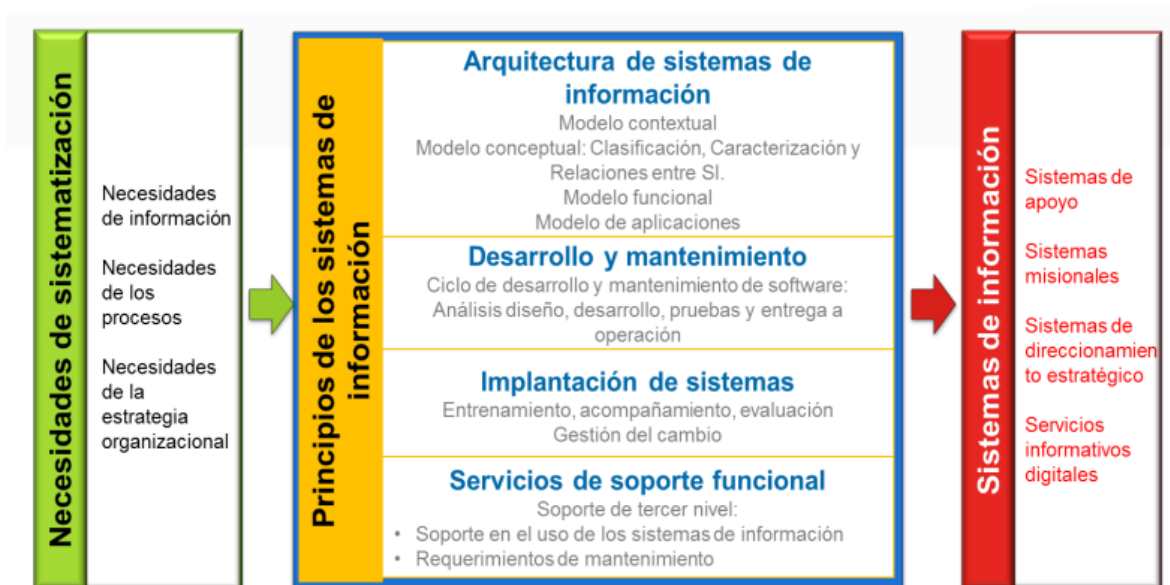 Necesidades de sistematización
Necesidades
de información
Necesidades
de los
procesos
Necesidades
de la
estrategia
organizacional
Principios de los sistemas de
información
Arquitectura de sistemas de
información
Modelo contextual
Modelo conceptual: Clasificación, Caracterización y
Relaciones entre SI.
Modelo funcional
Modelo de aplicaciones
Desarrollo y mantenimiento
Ciclo de desarrollo y mantenimiento de software:
Análisis diseño, desarrollo, pruebas y entrega a
operación
Implantación de sistemas
Entrenamiento, acompañamiento, evaluación
Gestión del cambio
Servicios de soporte funcional
Soporte de tercer nivel:
• Soporte en el uso de los sistemas de información
• Requerimientos de mantenimiento
Sistemas de información
Sistemas de
apoyo
Sistemas
misionales
Sistemas de
direccionamien
to estratégico
Servicios
informativos
digitales